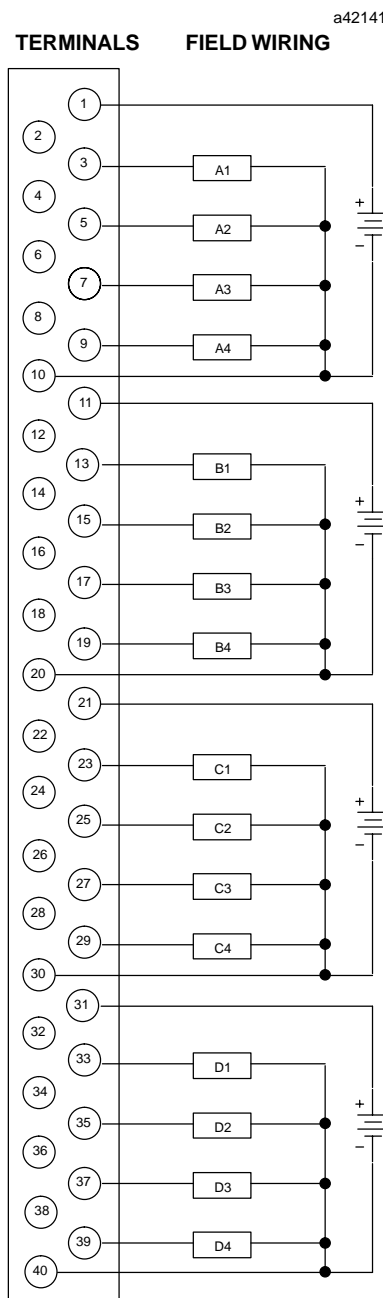 a42141
TERMINALS FIELD WIRING
1
2
3 A1
4
+
5 A2
−
6
7 A3
8
9 A4
10
11
12
13 B1
14
+
15 B2
−
16
17 B3
18
19 B4
20
21
22
23 C1
24
+
25 C2
−
26
27 C3
28
29 C4
30
31
32
33 D1
34
+
35 D2
−
36
37 D3
38
39 D4
40